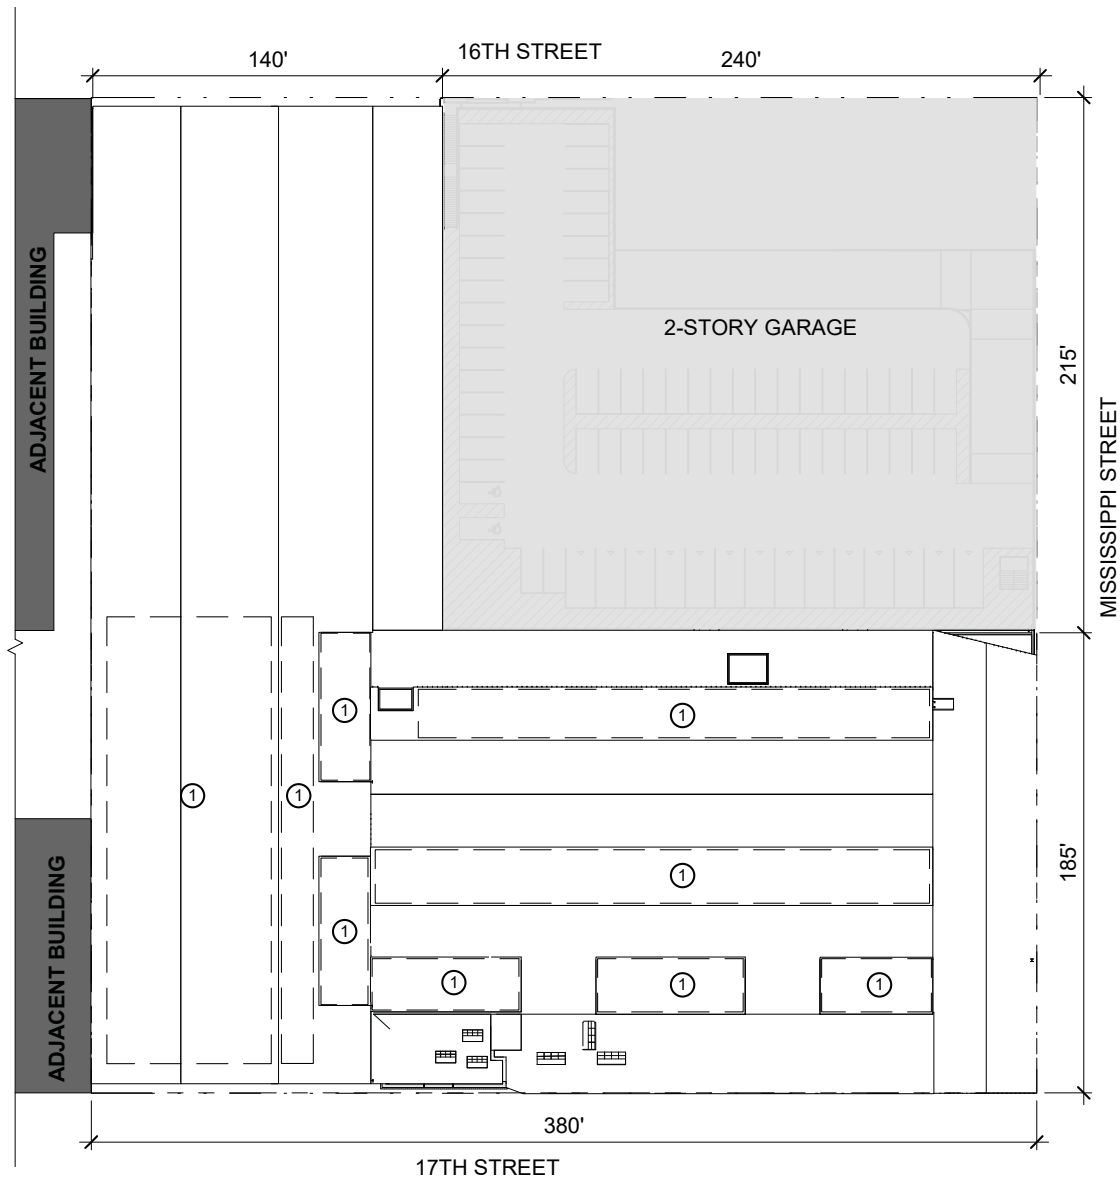 16TH STREET
140'
240'
ADJACENT BUILDING
2-STORY GARAGE
215'
MISSISSIPPI STREET
1
1
1
1
1
185'
ADJACENT BUILDING
1
1
1
1
380'
17TH STREET